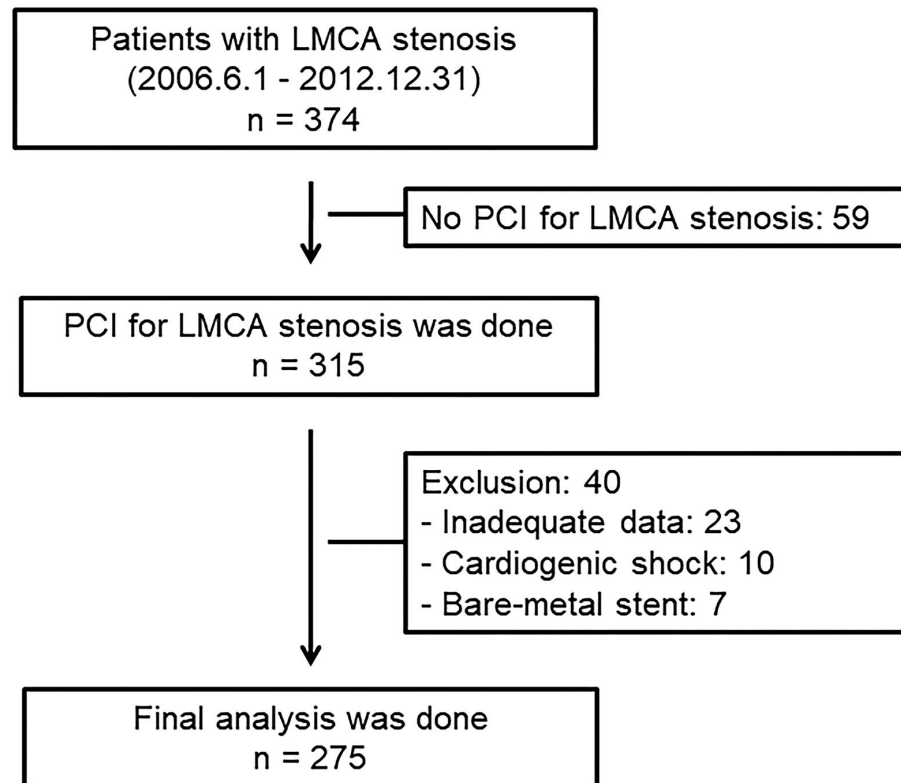 Patients with LMCA stenosis
(2006.6.1 - 2012.12.31)
n = 374
No PCI for LMCA stenosis: 59
PCI for LMCA stenosis was done
n = 315
Exclusion: 40
- Inadequate data: 23
- Cardiogenic shock: 10
- Bare-metal stent: 7
Final analysis was done
n = 275